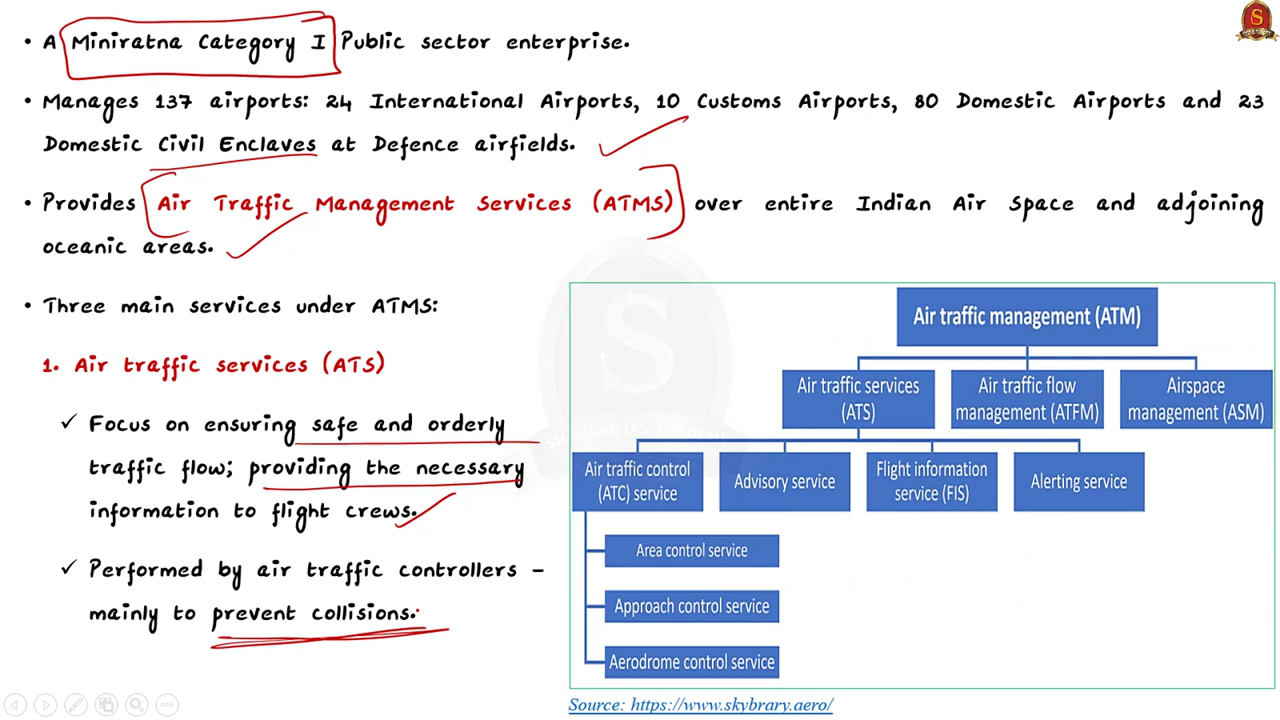 • A Miniratna Category I Public sector enterprise.
• Manages 137 airports: 24 International Airports, 10 Customs Airports, 80 Domestic Airports and 23
Domestic Civil Enclaves at Defence airfields.
• Provides Air Traffic Management Services (ATMS) over entire Indian Air Space and adjoining
oceanic areas.
• Three main services under ATMS:
1. Air traffic services (ATS)
✓ Focus on ensuring safe and orderly
traffic flow; providing the necessary
information to flight crews.
✓ Performed by air traffic controllers –
mainly to prevent collisions.
Air traffic management (ATM)
Air traffic services
(ATS)
Air traffic flow
management (ATFM)
Airspace
management (ASM)
Air traffic control
(ATC) service
Advisory service
Flight information
service (FIS)
Alerting service
Area control service
Approach control service
Aerodrome control service
Source: https://www.skybrary.aero/
S
SHANKAR IAS ACADEMY
S